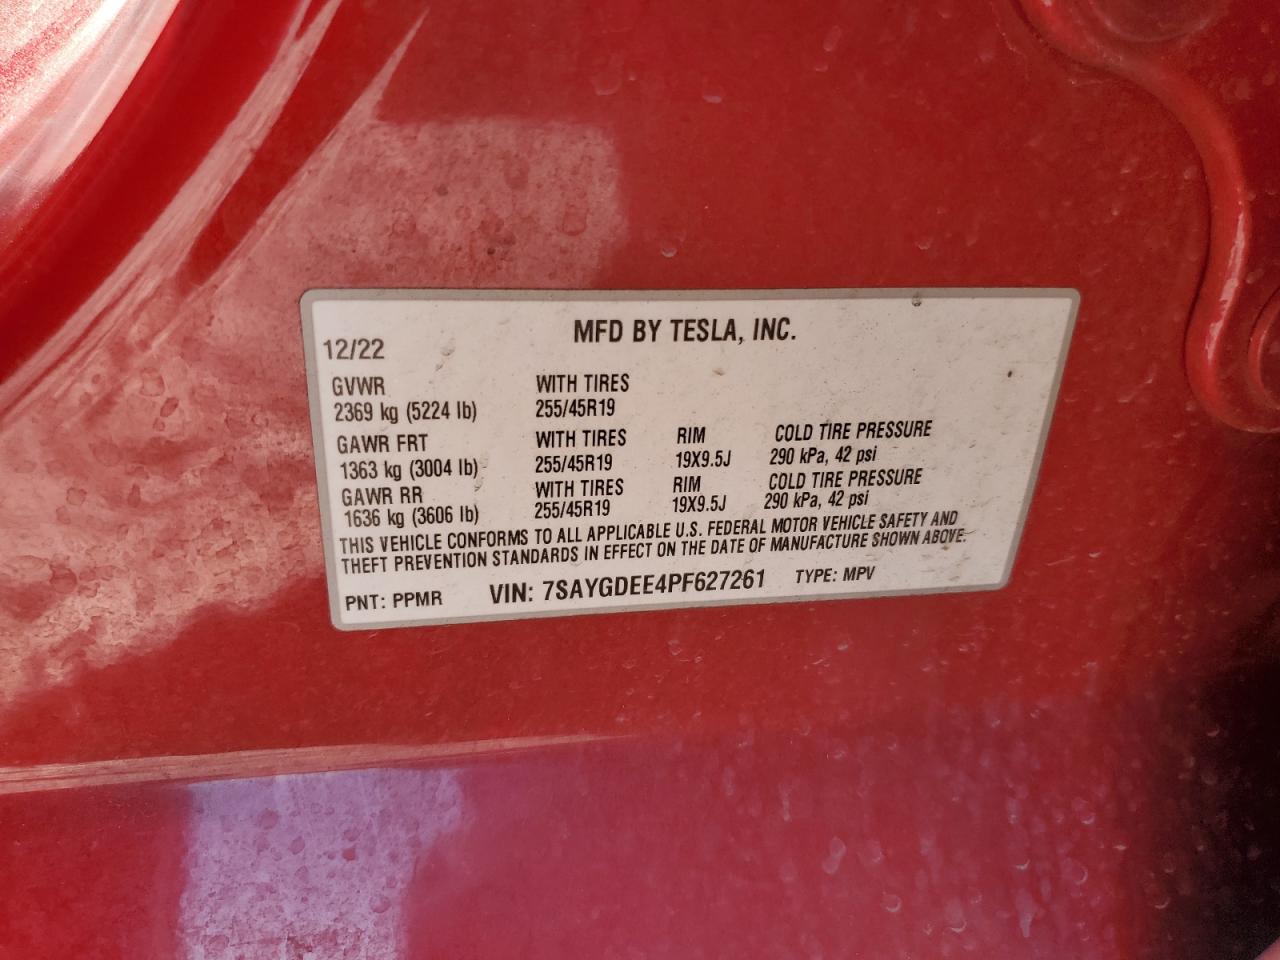 MFD BY TESLA, INC.
12/22
GVWR WITH TIRES
2369 kg (5224 lb) 255/45R19
GAWR FRT WITH TIRES RIM COLD TIRE PRESSURE
1363 kg (3004 lb) 255/45R19 19X9.5J 290 kPa, 42 psi
GAWR RR WITH TIRES RIM COLD TIRE PRESSURE
1636 kg (3606 lb) 255/45R19 19X9.5J 290 kPa, 42 psi
THIS VEHICLE CONFORMS TO ALL APPLICABLE U.S. FEDERAL MOTOR VEHICLE SAFETY AND
THEFT PREVENTION STANDARDS IN EFFECT ON THE DATE OF MANUFACTURE SHOWN ABOVE.
PNT: PPMR VIN: 7SAYGDEE4PF627261 TYPE: MPV